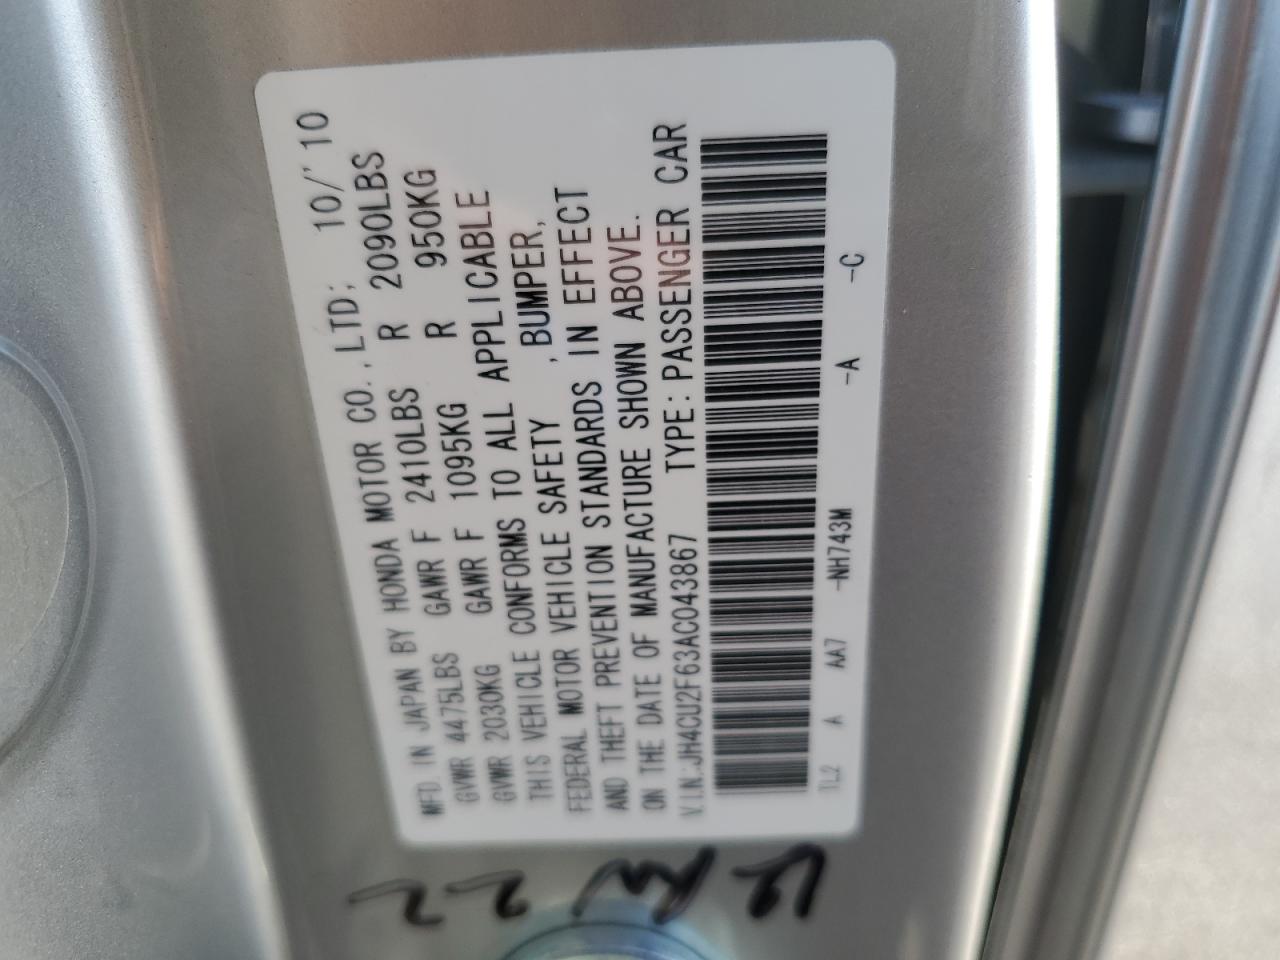 MFD. IN JAPAN BY HONDA MOTOR CO., LTD; 10/'10
GVWR 4475LBS GAWR F 2410LBS R 2090LBS
GVWR 2030KG GAWR F 1095KG R 950KG
THIS VEHICLE CONFORMS TO ALL APPLICABLE
FEDERAL MOTOR VEHICLE SAFETY ,BUMPER,
AND THEFT PREVENTION STANDARDS IN EFFECT
ON THE DATE OF MANUFACTURE SHOWN ABOVE.
V.I.N:JH4CU2F63AC043867 TYPE: PASSENGER CAR
TL2 A AA7 -NH743M -A -C
22